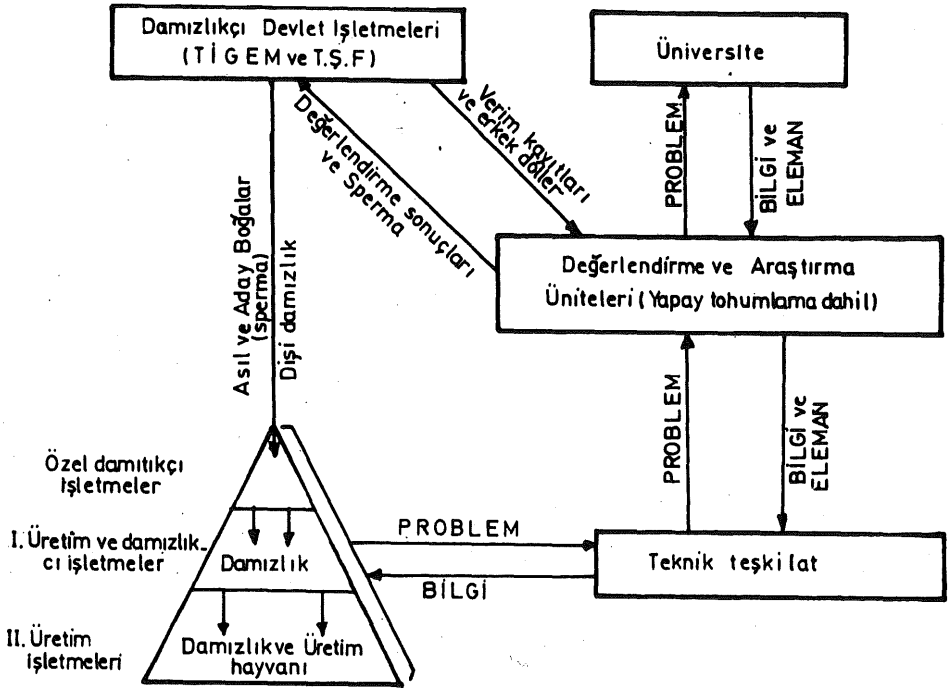 Damızlıkçı Devlet İşletmeleri
(TİGEM ve T.Ş.F)
Üniversite
Değerlendirme sonuçları
ve Sperma
Verim kayıtları
ve erkek döller
PROBLEM
BİLGİ ve
ELEMAN
Asıl ve Aday Boğalar
(sperma)
Dişi damızlık
Değerlendirme ve Araştırma
Üniteleri (Yapay tohumlama dahil)
PROBLEM
BİLGİ ve
ELEMAN
Özel damıtıkçı
işletmeler
I. Üretim ve damızlık-
cı işletmeler
Damızlık
PROBLEM
BİLGİ
Teknik teşkilat
II. Üretim
işletmeleri
Damızlık ve Üretim
hayvanı